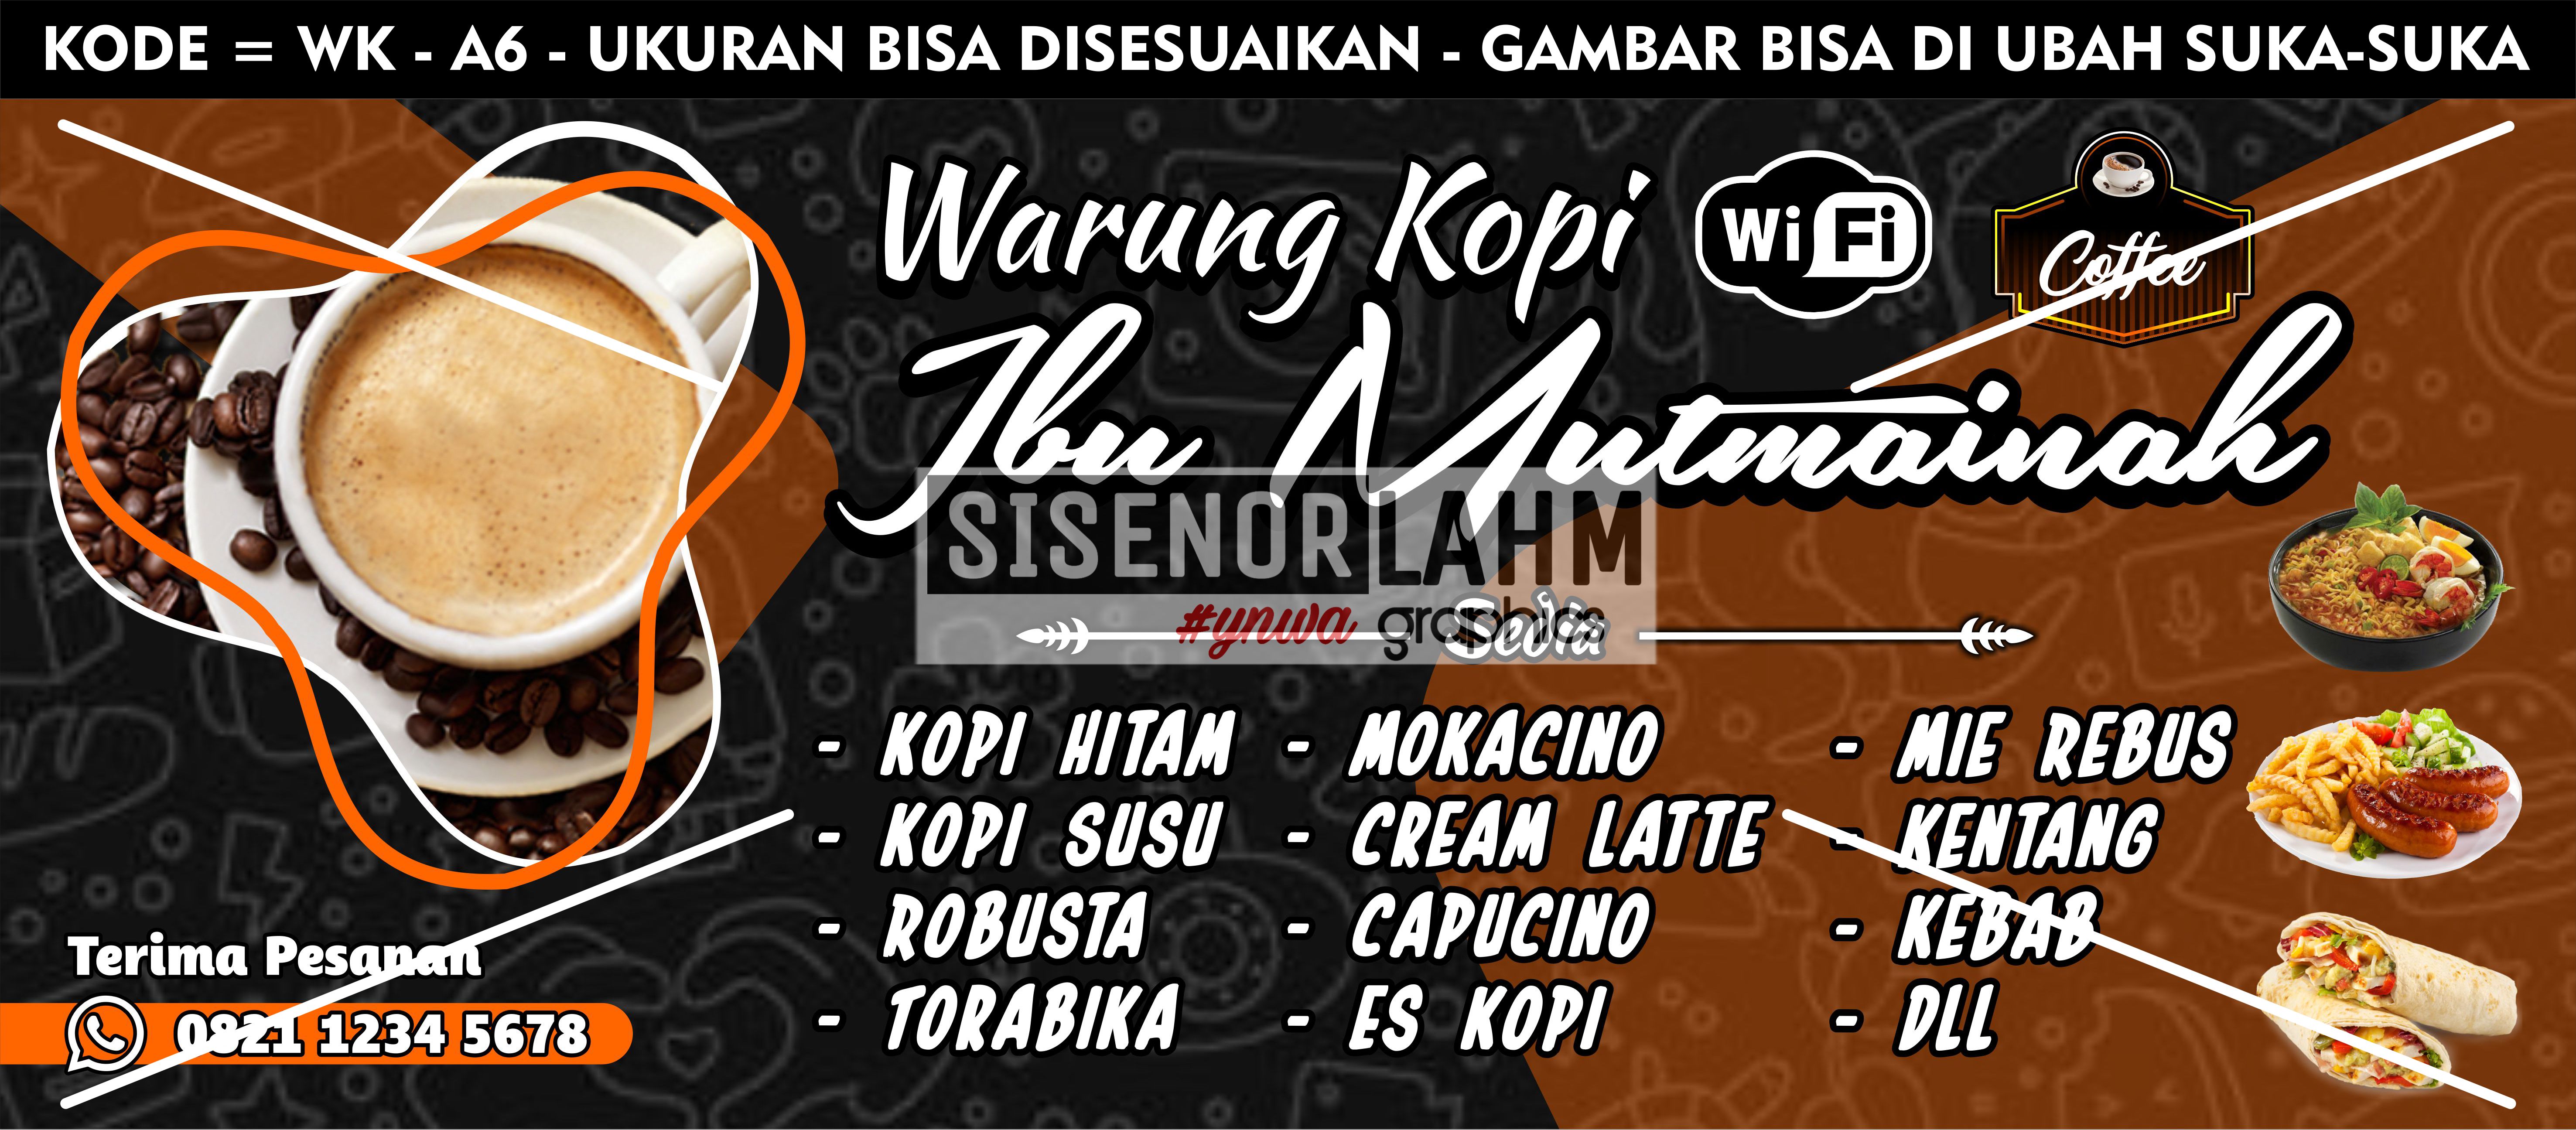 KODE = WK - A6 - UKURAN BISA DISESUAIKAN - GAMBAR BISA DI UBAH SUKA-SUKA
Warung Kopi
WiFi
Coffee
Ibu Mutmainah
SISENORLAHM
#ynwa graphics
Sedia
- KOPI HITAM
- KOPI SUSU
- ROBUSTA
- TORABIKA
- MOKACINO
- CREAM LATTE
- CAPUCINO
- ES KOPI
- MIE REBUS
- KENTANG
- KEBAB
- DLL
Terima Pesanan
0821 1234 5678